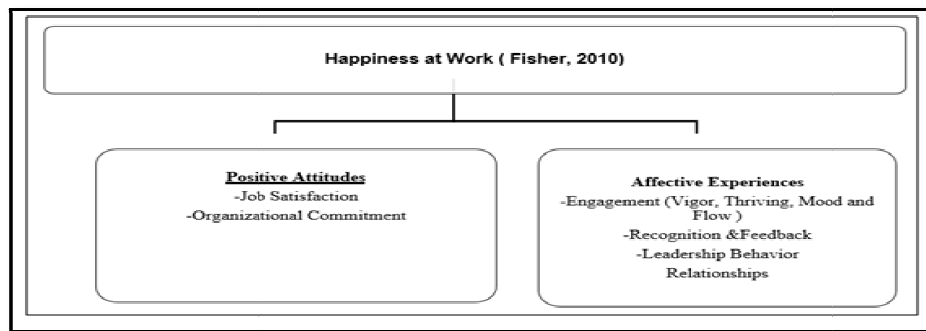 Happiness at Work ( Fisher, 2010)
Positive Attitudes
-Job Satisfaction
-Organizational Commitment
Affective Experiences
-Engagement (Vigor, Thriving, Mood and
Flow )
-Recognition &Feedback
-Leadership Behavior
Relationships